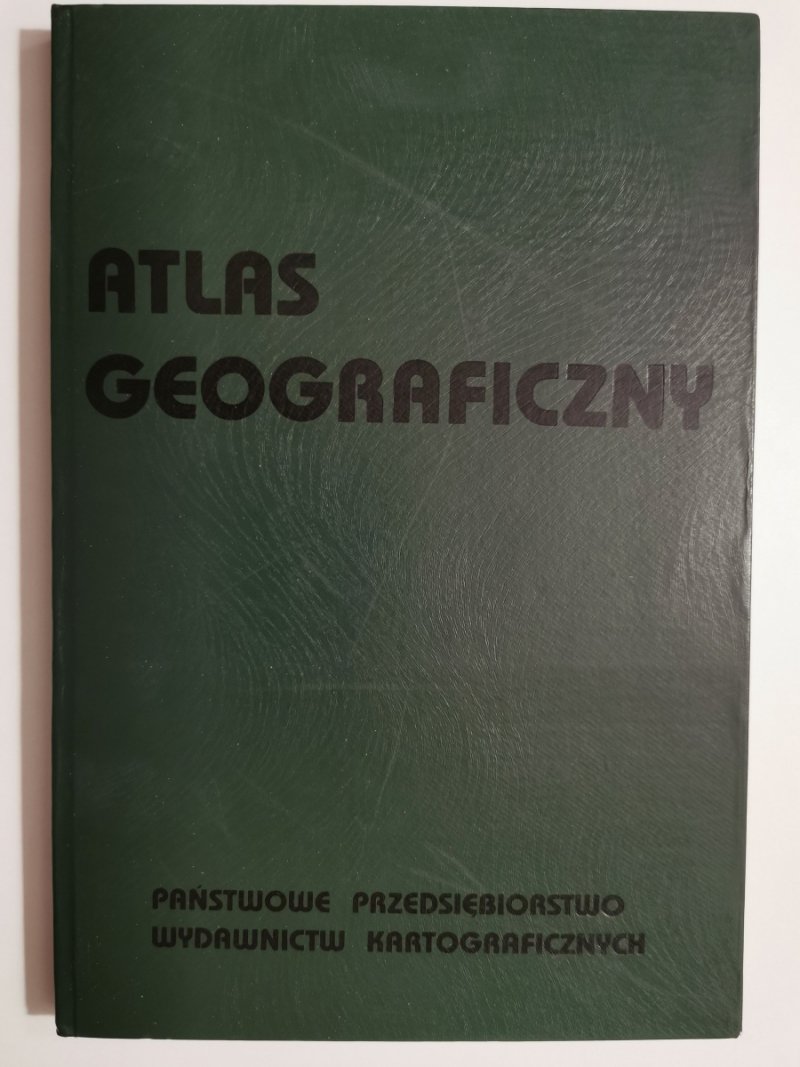 ATLAS
GEOGRAFICZNY
PAŃSTWOWE PRZEDSIĘBIORSTWO
WYDAWNICTW KARTOGRAFICZNYCH